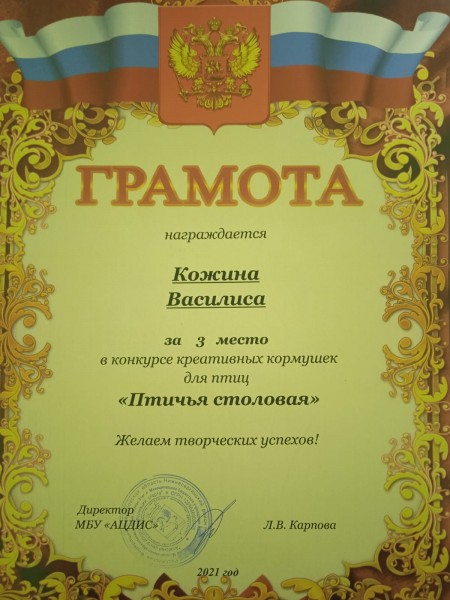 ГРАМОТА
награждается
Кожина
Василиса
за 3 место
в конкурсе креативных кормушек
для птиц
«Птичья столовая»
Желаем творческих успехов!
Директор
МБУ «АЦДИС» Л.В. Карпова
2021 год